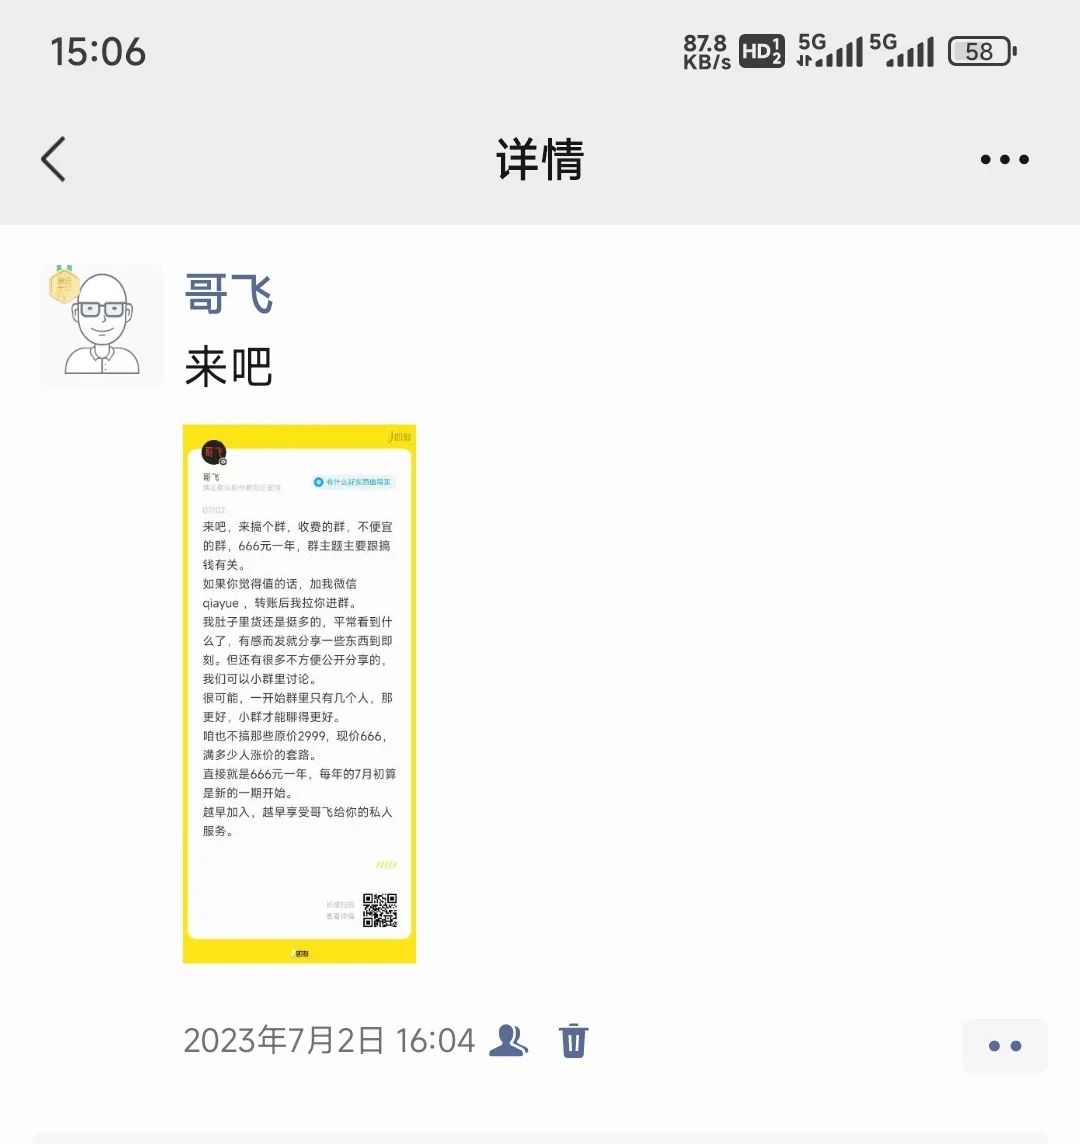 15:06
87.8 KB/s HD 1 2 5G 5G 58
详情
哥飞
来吧
即刻
哥飞
哥飞
有什么好东西值得买
07/02
来吧，来搞个群，收费的群，不便宜
的群，666元一年，群主题主要跟搞
钱有关。
如果你觉得值的话，加我微信
qiayue ，转账后我拉你进群。
我肚子里货还是挺多的，平常看到什
么了，有感而发就分享一些东西到即
刻。但还有很多不方便公开分享的，
我们可以小群里讨论。
很可能，一开始群里只有几个人，那
更好，小群才能聊得更好。
咱也不搞那些原价2999，现价666，
满多少人涨价的套路。
直接就是666元一年，每年的7月初算
是新的一期开始。
越早加入，越早享受哥飞给你的私人
服务。
长按扫码
查看详情
即刻
2023年7月2日 16:04